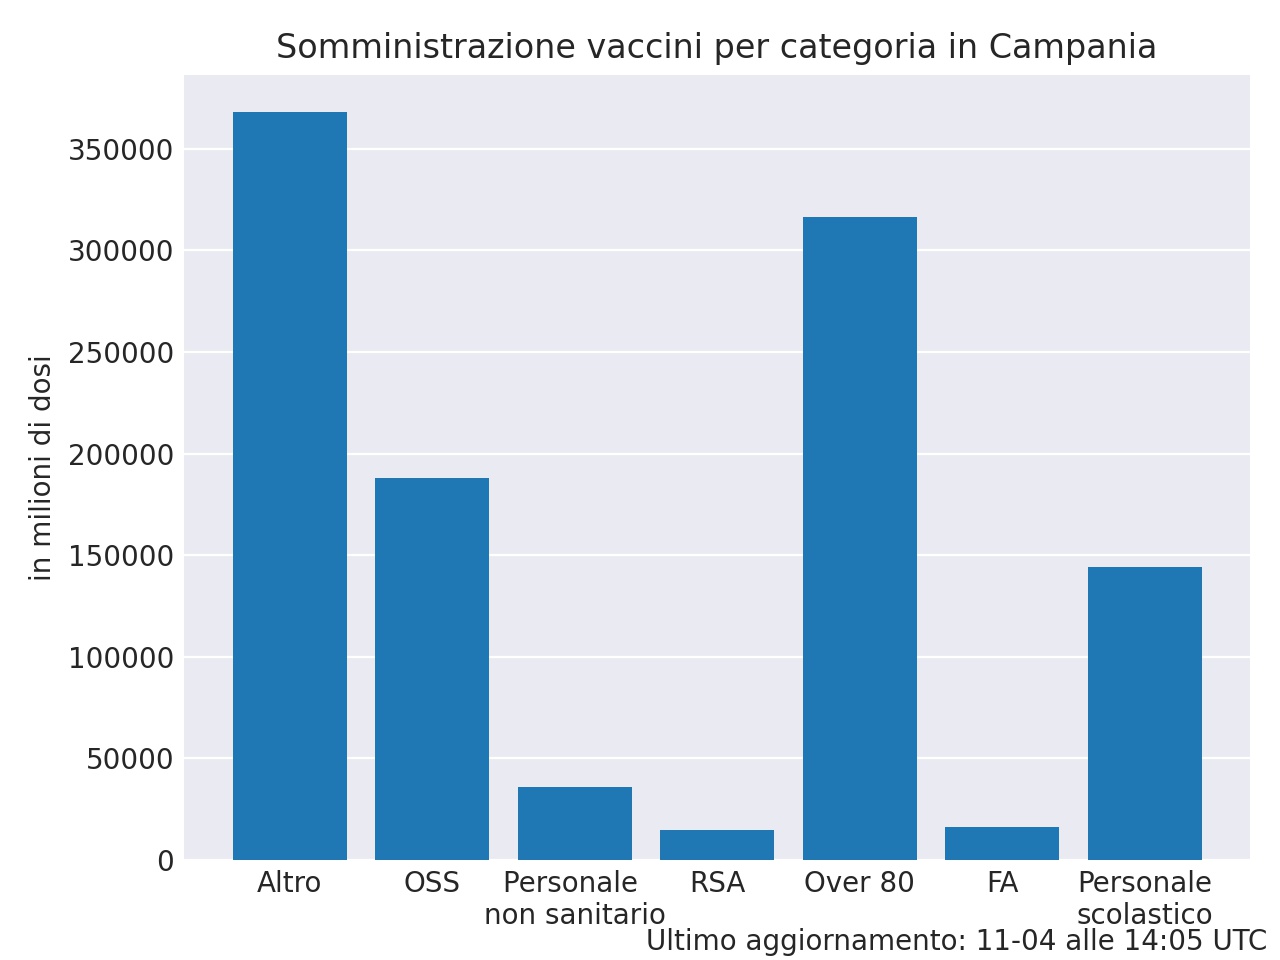 Somministrazione vaccini per categoria in Campania
in milioni di dosi
350000
300000
250000
200000
150000
100000
50000
0
Altro
OSS
Personale
non sanitario
RSA
Over 80
FA
Personale
scolastico
Ultimo aggiornamento: 11-04 alle 14:05 UTC